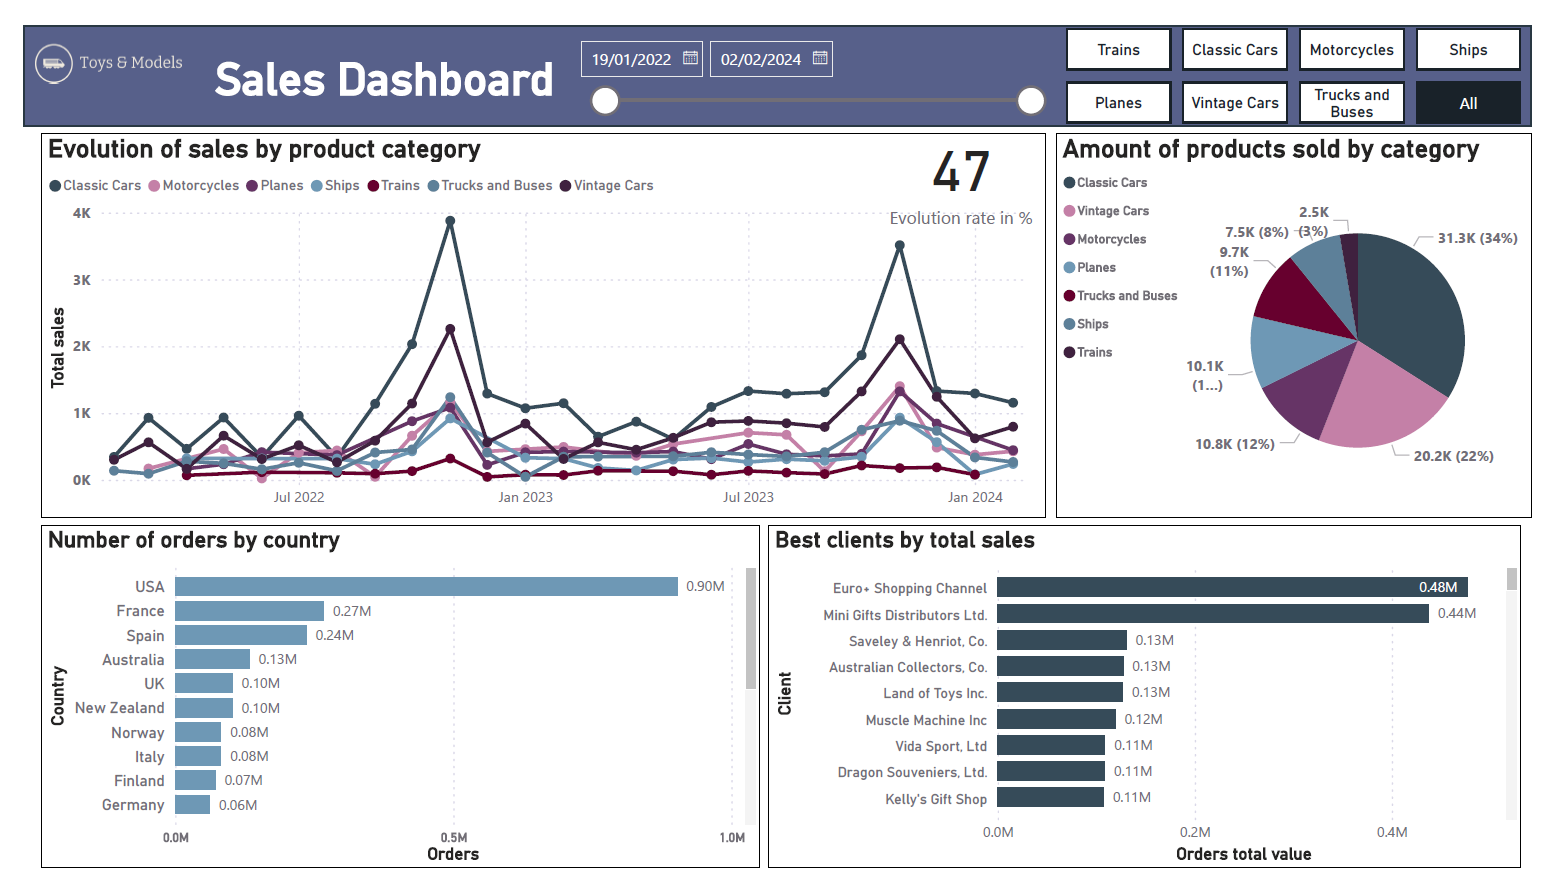 Toys & Models
Sales Dashboard
19/01/2022
02/02/2024
Trains
Classic Cars
Motorcycles
Ships
Planes
Vintage Cars
Trucks and
Buses
All
Evolution of sales by product category
47
Evolution rate in %
Classic Cars
Motorcycles
Planes
Ships
Trains
Trucks and Buses
Vintage Cars
Total sales
4K
3K
2K
1K
0K
Jul 2022
Jan 2023
Jul 2023
Jan 2024
Amount of products sold by category
Classic Cars
Vintage Cars
Motorcycles
Planes
Trucks and Buses
Ships
Trains
2.5K
(3%)
7.5K (8%)
9.7K
(11%)
10.1K
(1...)
10.8K (12%)
20.2K (22%)
31.3K (34%)
Number of orders by country
Country
USA 0.90M
France 0.27M
Spain 0.24M
Australia 0.13M
UK 0.10M
New Zealand 0.10M
Norway 0.08M
Italy 0.08M
Finland 0.07M
Germany 0.06M
0.0M 0.5M 1.0M
Orders
Best clients by total sales
Client
Euro+ Shopping Channel 0.48M
Mini Gifts Distributors Ltd. 0.44M
Saveley & Henriot, Co. 0.13M
Australian Collectors, Co. 0.13M
Land of Toys Inc. 0.13M
Muscle Machine Inc 0.12M
Vida Sport, Ltd 0.11M
Dragon Souveniers, Ltd. 0.11M
Kelly's Gift Shop 0.11M
0.0M 0.2M 0.4M
Orders total value